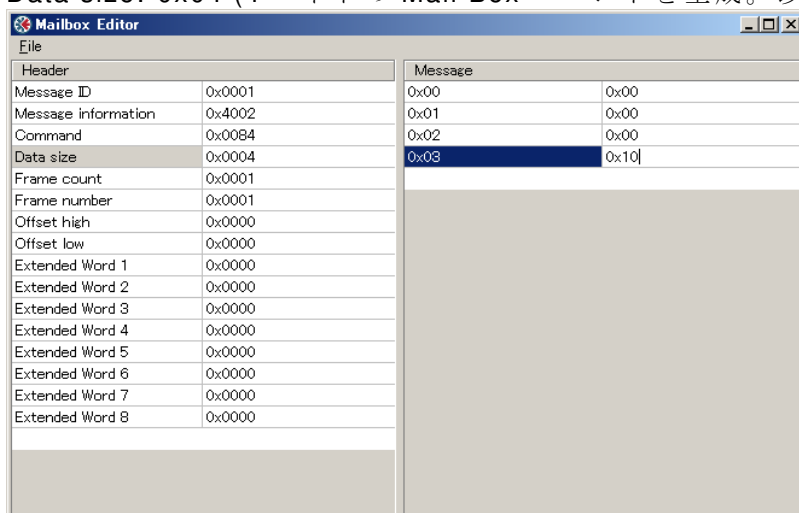 Mailbox Editor
File
Header Message
Message ID 0x0001 0x00 0x00
Message information 0x4002 0x01 0x00
Command 0x0084 0x02 0x00
Data size 0x0004 0x03 0x10
Frame count 0x0001
Frame number 0x0001
Offset high 0x0000
Offset low 0x0000
Extended Word 1 0x0000
Extended Word 2 0x0000
Extended Word 3 0x0000
Extended Word 4 0x0000
Extended Word 5 0x0000
Extended Word 6 0x0000
Extended Word 7 0x0000
Extended Word 8 0x0000